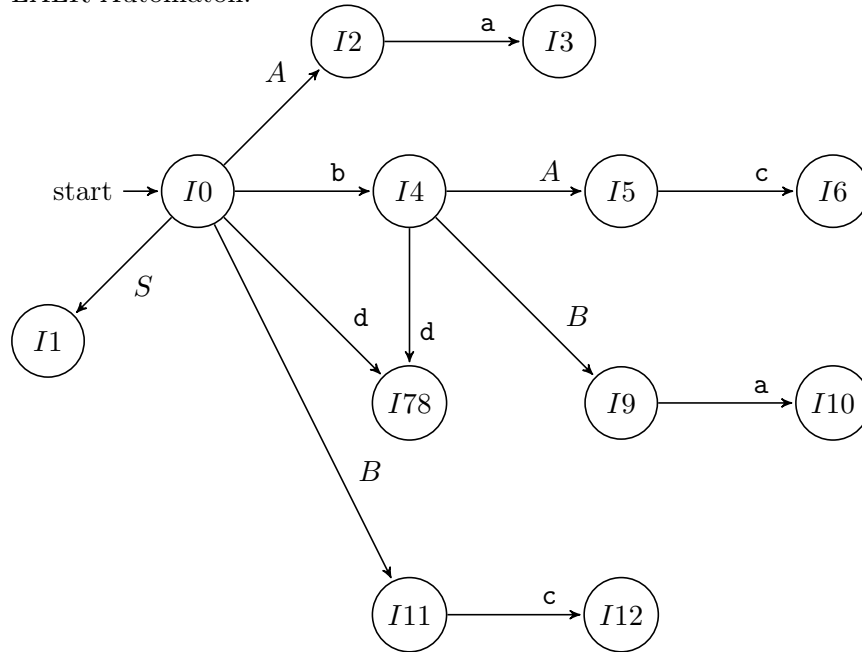 LALR Automaton:
I2 a I3
A
start I0 b I4 A I5 c I6
S
I1
d d B
I78 I9 a I10
B
I11 c I12